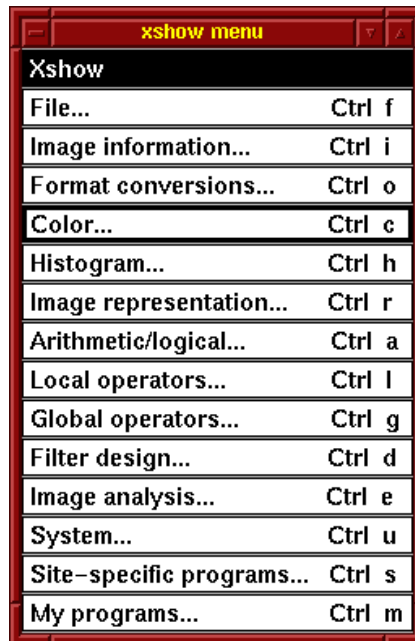 xshow menu
Xshow
File... Ctrl f
Image information... Ctrl i
Format conversions... Ctrl o
Color... Ctrl c
Histogram... Ctrl h
Image representation... Ctrl r
Arithmetic/logical... Ctrl a
Local operators... Ctrl l
Global operators... Ctrl g
Filter design... Ctrl d
Image analysis... Ctrl e
System... Ctrl u
Site-specific programs... Ctrl s
My programs... Ctrl m